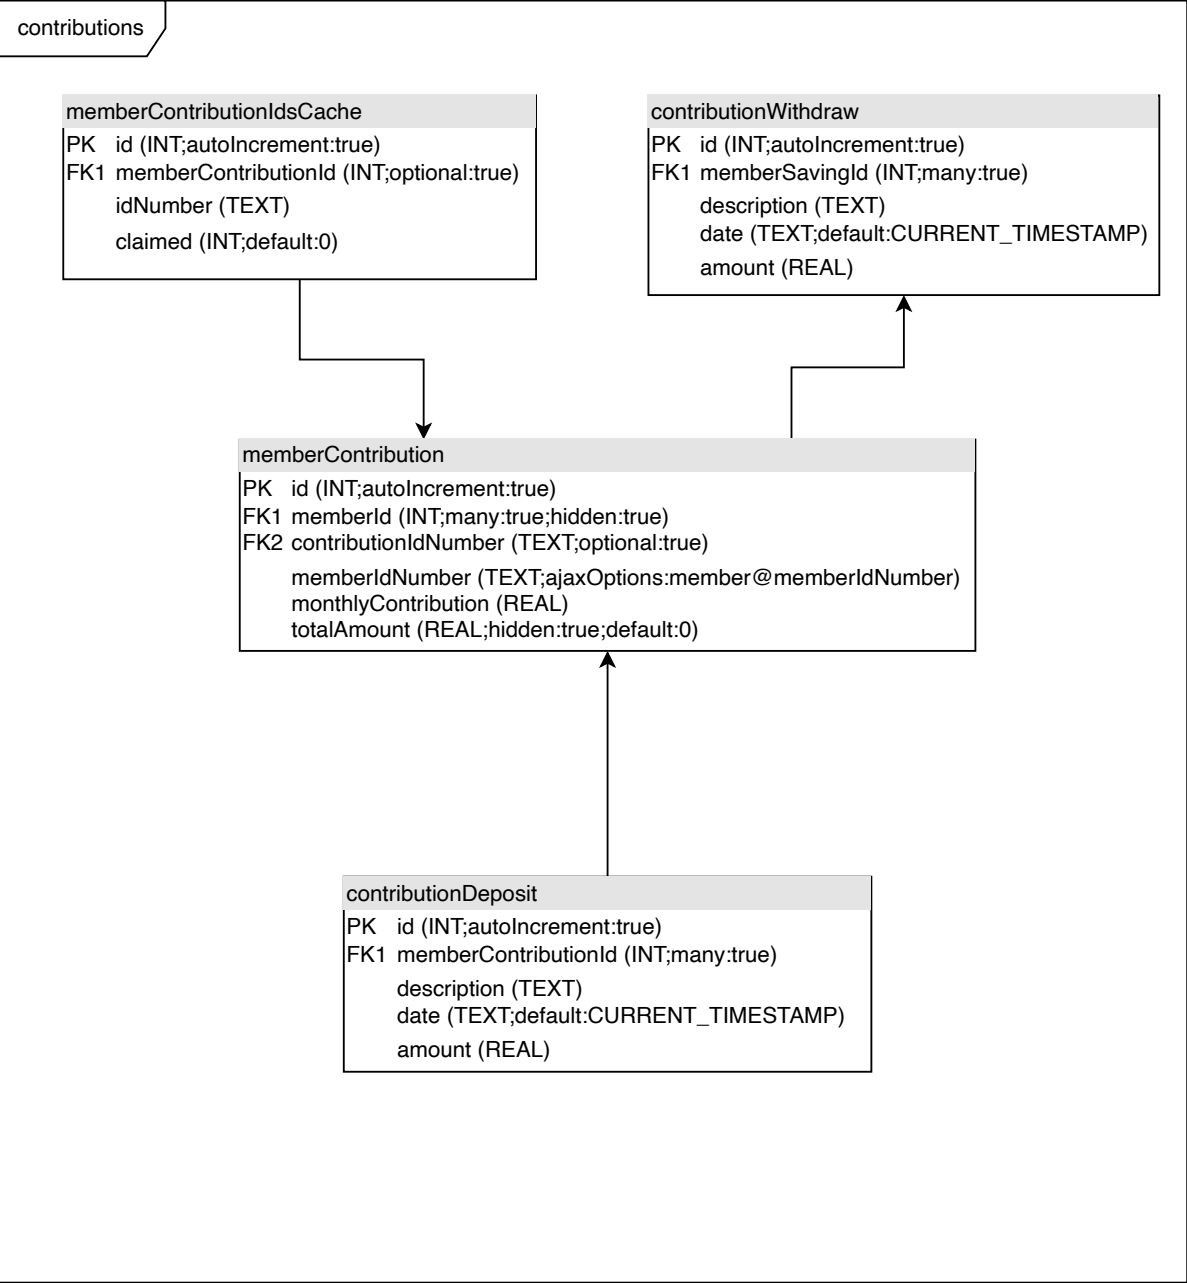 contributions
memberContributionIdsCache
PK id (INT;autoIncrement:true)
FK1 memberContributionId (INT;optional:true)
idNumber (TEXT)
claimed (INT;default:0)
contributionWithdraw
PK id (INT;autoIncrement:true)
FK1 memberSavingId (INT;many:true)
description (TEXT)
date (TEXT;default:CURRENT_TIMESTAMP)
amount (REAL)
memberContribution
PK id (INT;autoIncrement:true)
FK1 memberId (INT;many:true;hidden:true)
FK2 contributionIdNumber (TEXT;optional:true)
memberIdNumber (TEXT;ajaxOptions:member@memberIdNumber)
monthlyContribution (REAL)
totalAmount (REAL;hidden:true;default:0)
contributionDeposit
PK id (INT;autoIncrement:true)
FK1 memberContributionId (INT;many:true)
description (TEXT)
date (TEXT;default:CURRENT_TIMESTAMP)
amount (REAL)